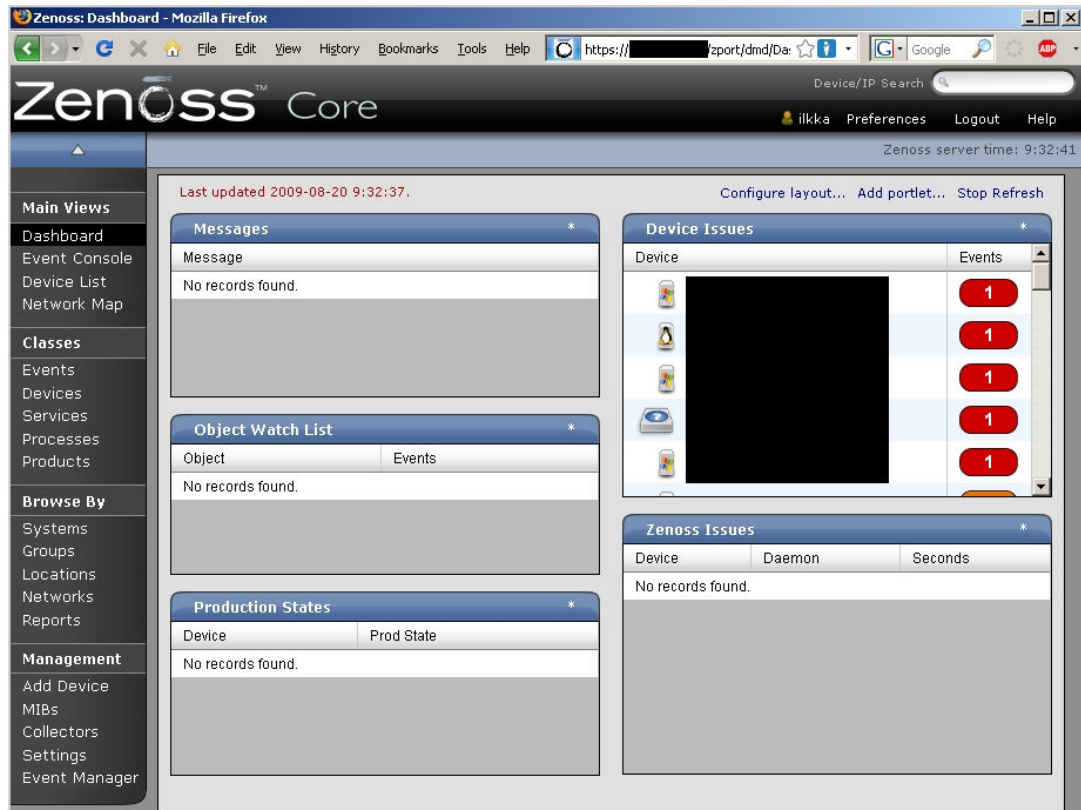 Zenoss: Dashboard - Mozilla Firefox
File Edit View History Bookmarks Tools Help https:// /zport/dmd/Da: G Google ABP
Zenoss™ Core
Device/IP Search
ilkka Preferences Logout Help
Zenoss server time: 9:32:41
Main Views
Dashboard
Event Console
Device List
Network Map
Classes
Events
Devices
Services
Processes
Products
Browse By
Systems
Groups
Locations
Networks
Reports
Management
Add Device
MIBs
Collectors
Settings
Event Manager
Last updated 2009-08-20 9:32:37.
Configure layout... Add portlet... Stop Refresh
Messages *
Message
No records found.
Object Watch List *
Object Events
No records found.
Production States *
Device Prod State
No records found.
Device Issues *
Device Events
1
1
1
1
1
Zenoss Issues *
Device Daemon Seconds
No records found.